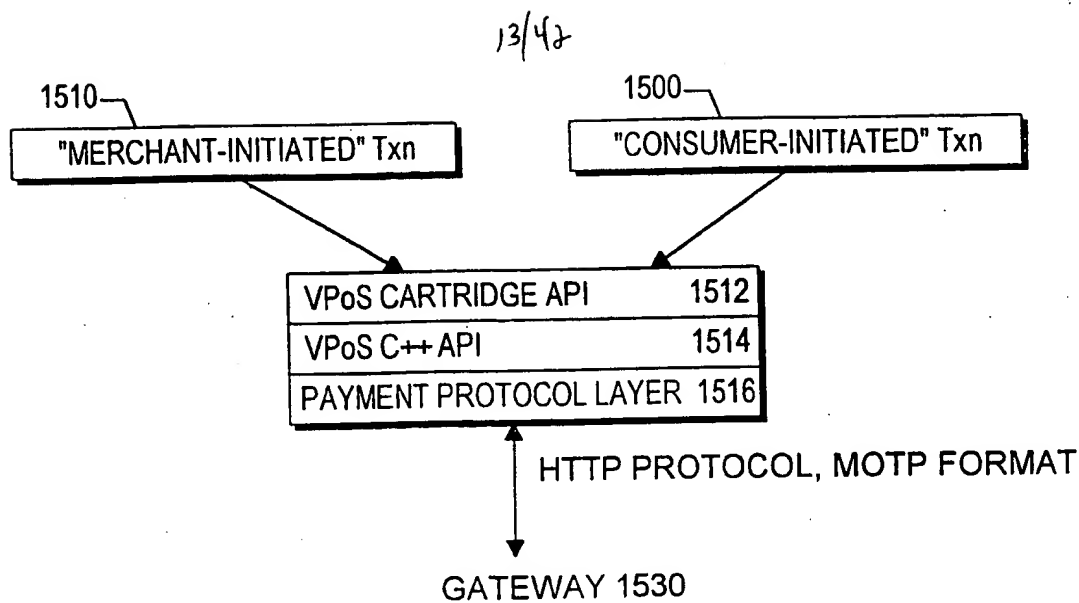 13/42
1510
1500
"MERCHANT-INITIATED" Txn
"CONSUMER-INITIATED" Txn
VPoS CARTRIDGE API 1512
VPoS C++ API 1514
PAYMENT PROTOCOL LAYER 1516
HTTP PROTOCOL, MOTP FORMAT
GATEWAY 1530